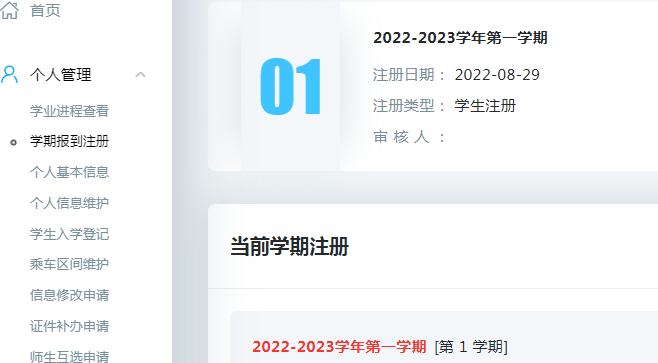 首页
个人管理
学业进程查看
学期报到注册
个人基本信息
个人信息维护
学生入学登记
乘车区间维护
信息修改申请
证件补办申请
师生互选申请
01
2022-2023学年第一学期
注册日期： 2022-08-29
注册类型： 学生注册
审 核 人 ：
当前学期注册
2022-2023学年第一学期 [第 1 学期]